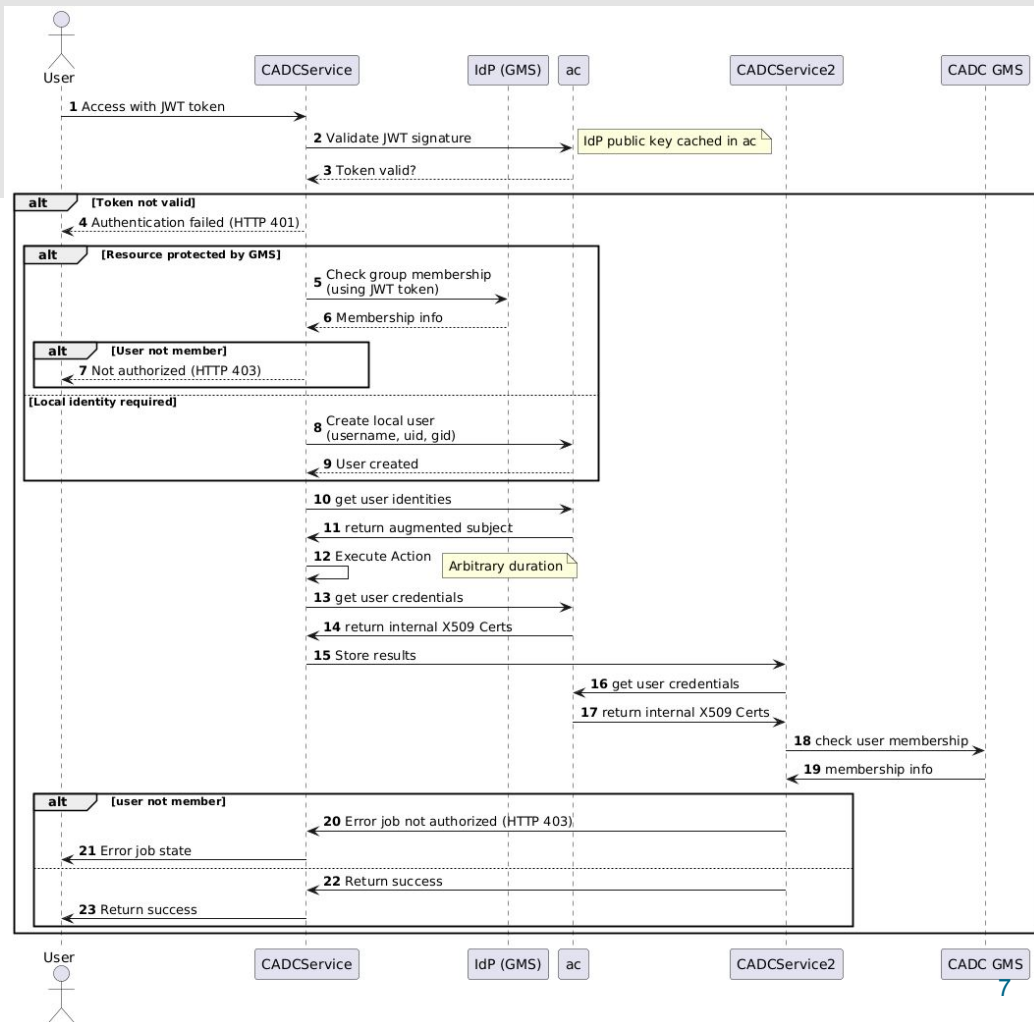 User
CADCService
IdP (GMS)
ac
CADCService2
CADC GMS
1 Access with JWT token
2 Validate JWT signature
IdP public key cached in ac
3 Token valid?
alt [Token not valid]
4 Authentication failed (HTTP 401)
alt [Resource protected by GMS]
5 Check group membership
(using JWT token)
6 Membership info
alt [User not member]
7 Not authorized (HTTP 403)
[Local identity required]
8 Create local user
(username, uid, gid)
9 User created
10 get user identities
11 return augmented subject
12 Execute Action
Arbitrary duration
13 get user credentials
14 return internal X509 Certs
15 Store results
16 get user credentials
17 return internal X509 Certs
18 check user membership
19 membership info
alt [user not member]
20 Error job not authorized (HTTP 403)
21 Error job state
22 Return success
23 Return success
User
CADCService
IdP (GMS)
ac
CADCService2
CADC GMS
7